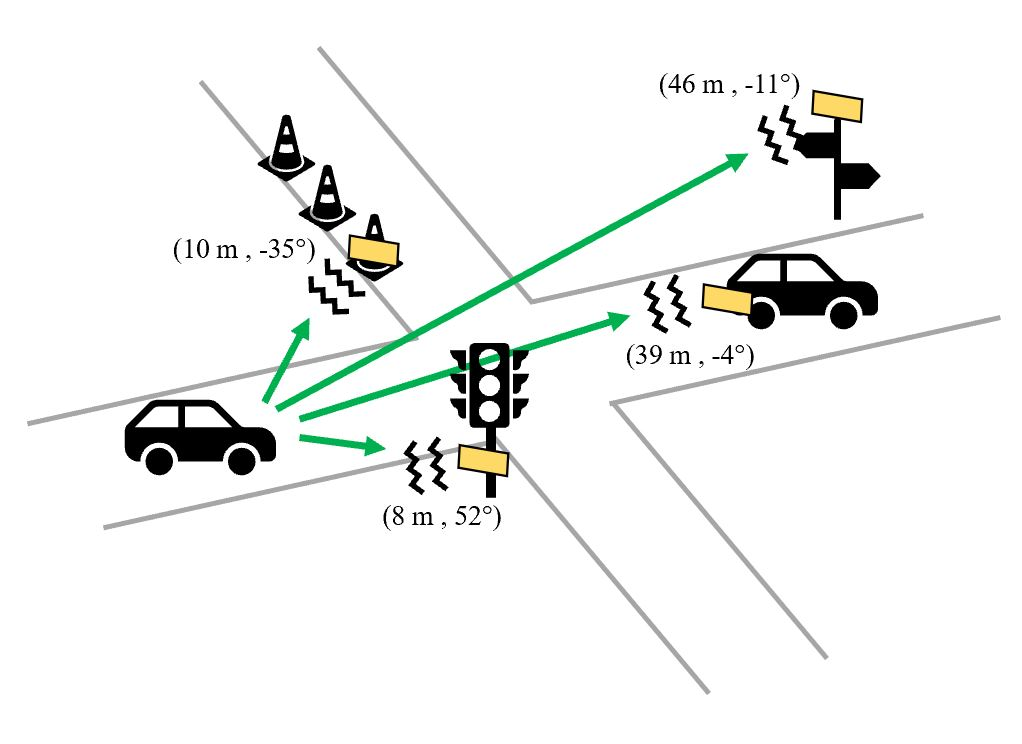 (46 m , -11°)
(10 m , -35°)
(39 m , -4°)
(8 m , 52°)